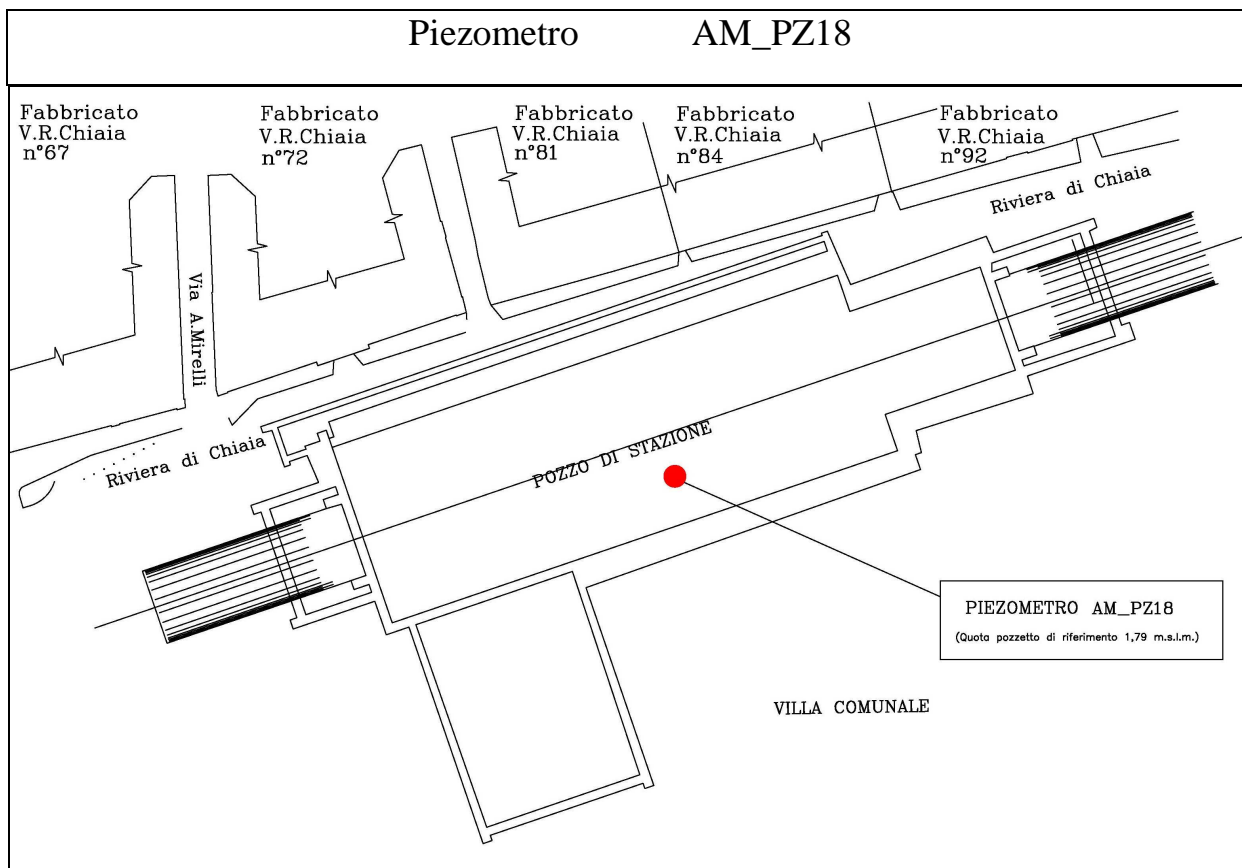 Piezometro AM_PZ18
Fabbricato
V.R.Chiaia
n°67
Fabbricato
V.R.Chiaia
n°72
Fabbricato
V.R.Chiaia
n°81
Fabbricato
V.R.Chiaia
n°84
Fabbricato
V.R.Chiaia
n°92
Riviera di Chiaia
Via A.Mirelli
Riviera di Chiaia
POZZO DI STAZIONE
PIEZOMETRO AM_PZ18
(Quota pozzetto di riferimento 1,79 m.s.l.m.)
VILLA COMUNALE